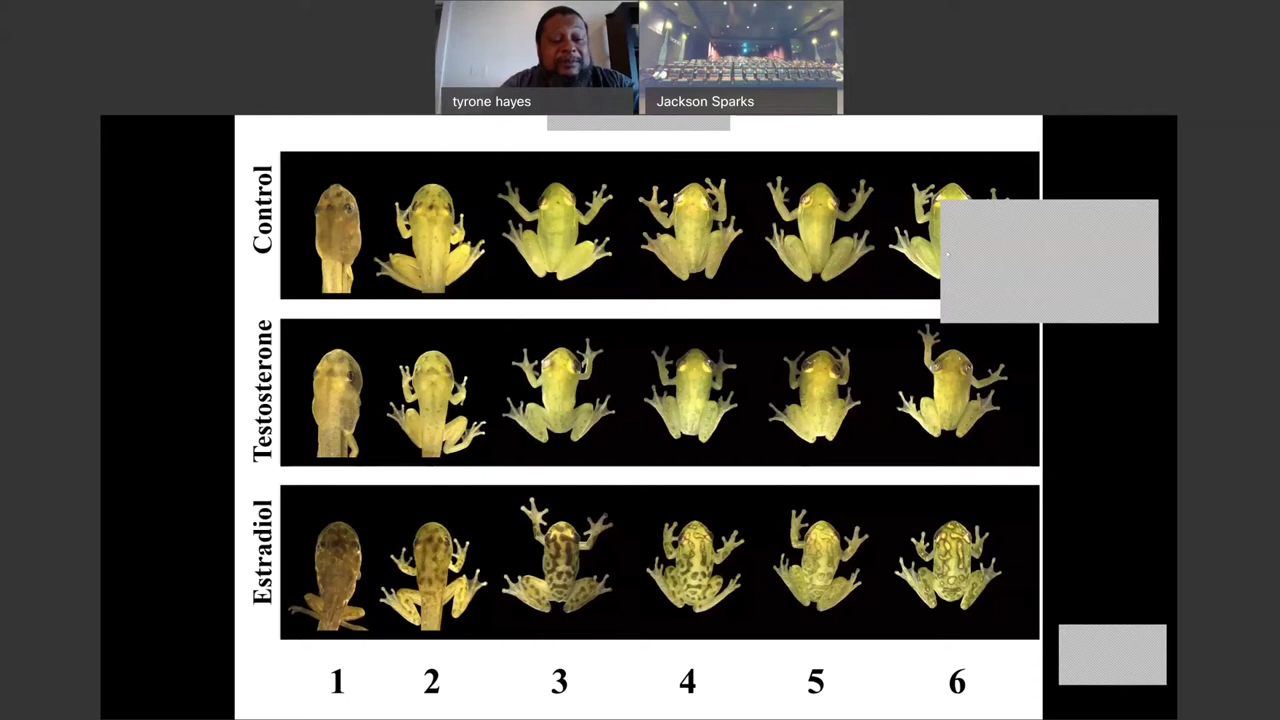 tyrone hayes
Jackson Sparks
Control
Testosterone
Estradiol
1 2 3 4 5 6